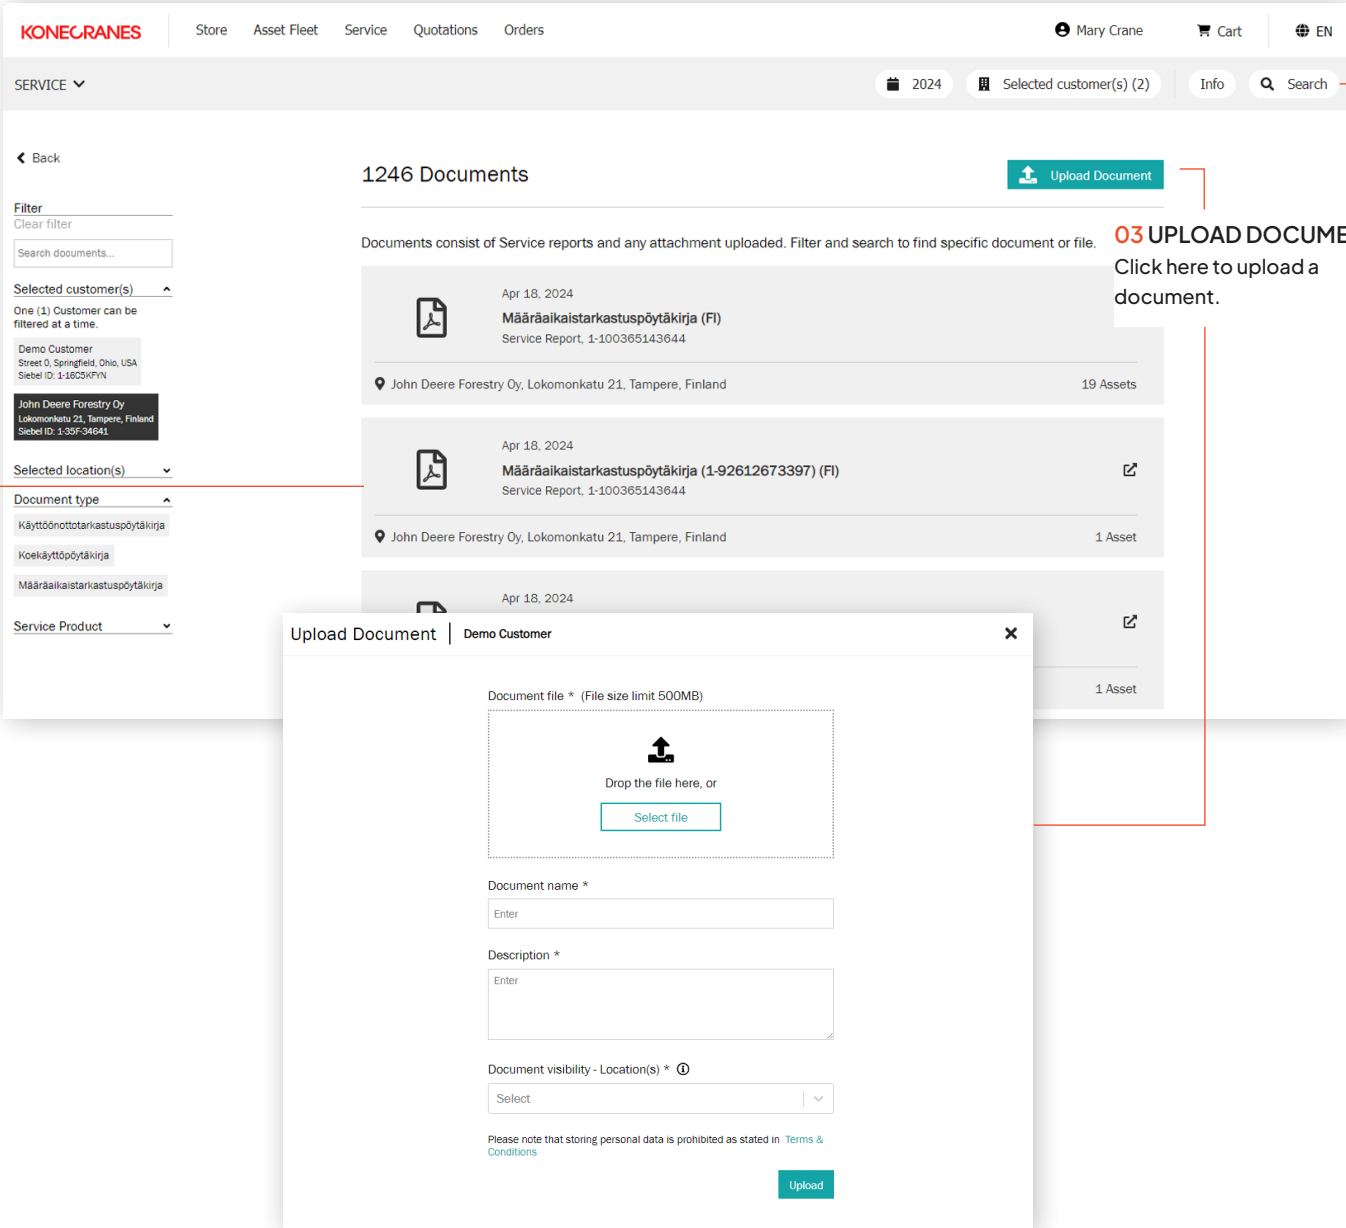 KONECRANES
Store
Asset Fleet
Service
Quotations
Orders
Mary Crane
Cart
EN
SERVICE
2024
Selected customer(s) (2)
Info
Search
Back
Filter
Clear filter
Search documents...
Selected customer(s)
One (1) Customer can be
filtered at a time.
Demo Customer
Street 0, Springfield, Ohio, USA
Siebel ID: 1-16C5KFYN
John Deere Forestry Oy
Lokomonkatu 21, Tampere, Finland
Siebel ID: 1-35F-34641
Selected location(s)
Document type
Käyttöönottotarkastuspöytäkirja
Koekäyttöpöytäkirja
Määräaikaistarkastuspöytäkirja
Service Product
1246 Documents
Upload Document
Documents consist of Service reports and any attachment uploaded. Filter and search to find specific document or file.
03 UPLOAD DOCUME
Click here to upload a
document.
Apr 18, 2024
Määräaikaistarkastuspöytäkirja (FI)
Service Report, 1-100365143644
John Deere Forestry Oy, Lokomonkatu 21, Tampere, Finland
19 Assets
Apr 18, 2024
Määräaikaistarkastuspöytäkirja (1-92612673397) (FI)
Service Report, 1-100365143644
John Deere Forestry Oy, Lokomonkatu 21, Tampere, Finland
1 Asset
Apr 18, 2024
1 Asset
Upload Document
Demo Customer
Document file * (File size limit 500MB)
Drop the file here, or
Select file
Document name *
Enter
Description *
Enter
Document visibility - Location(s) *
Select
Please note that storing personal data is prohibited as stated in Terms &
Conditions
Upload